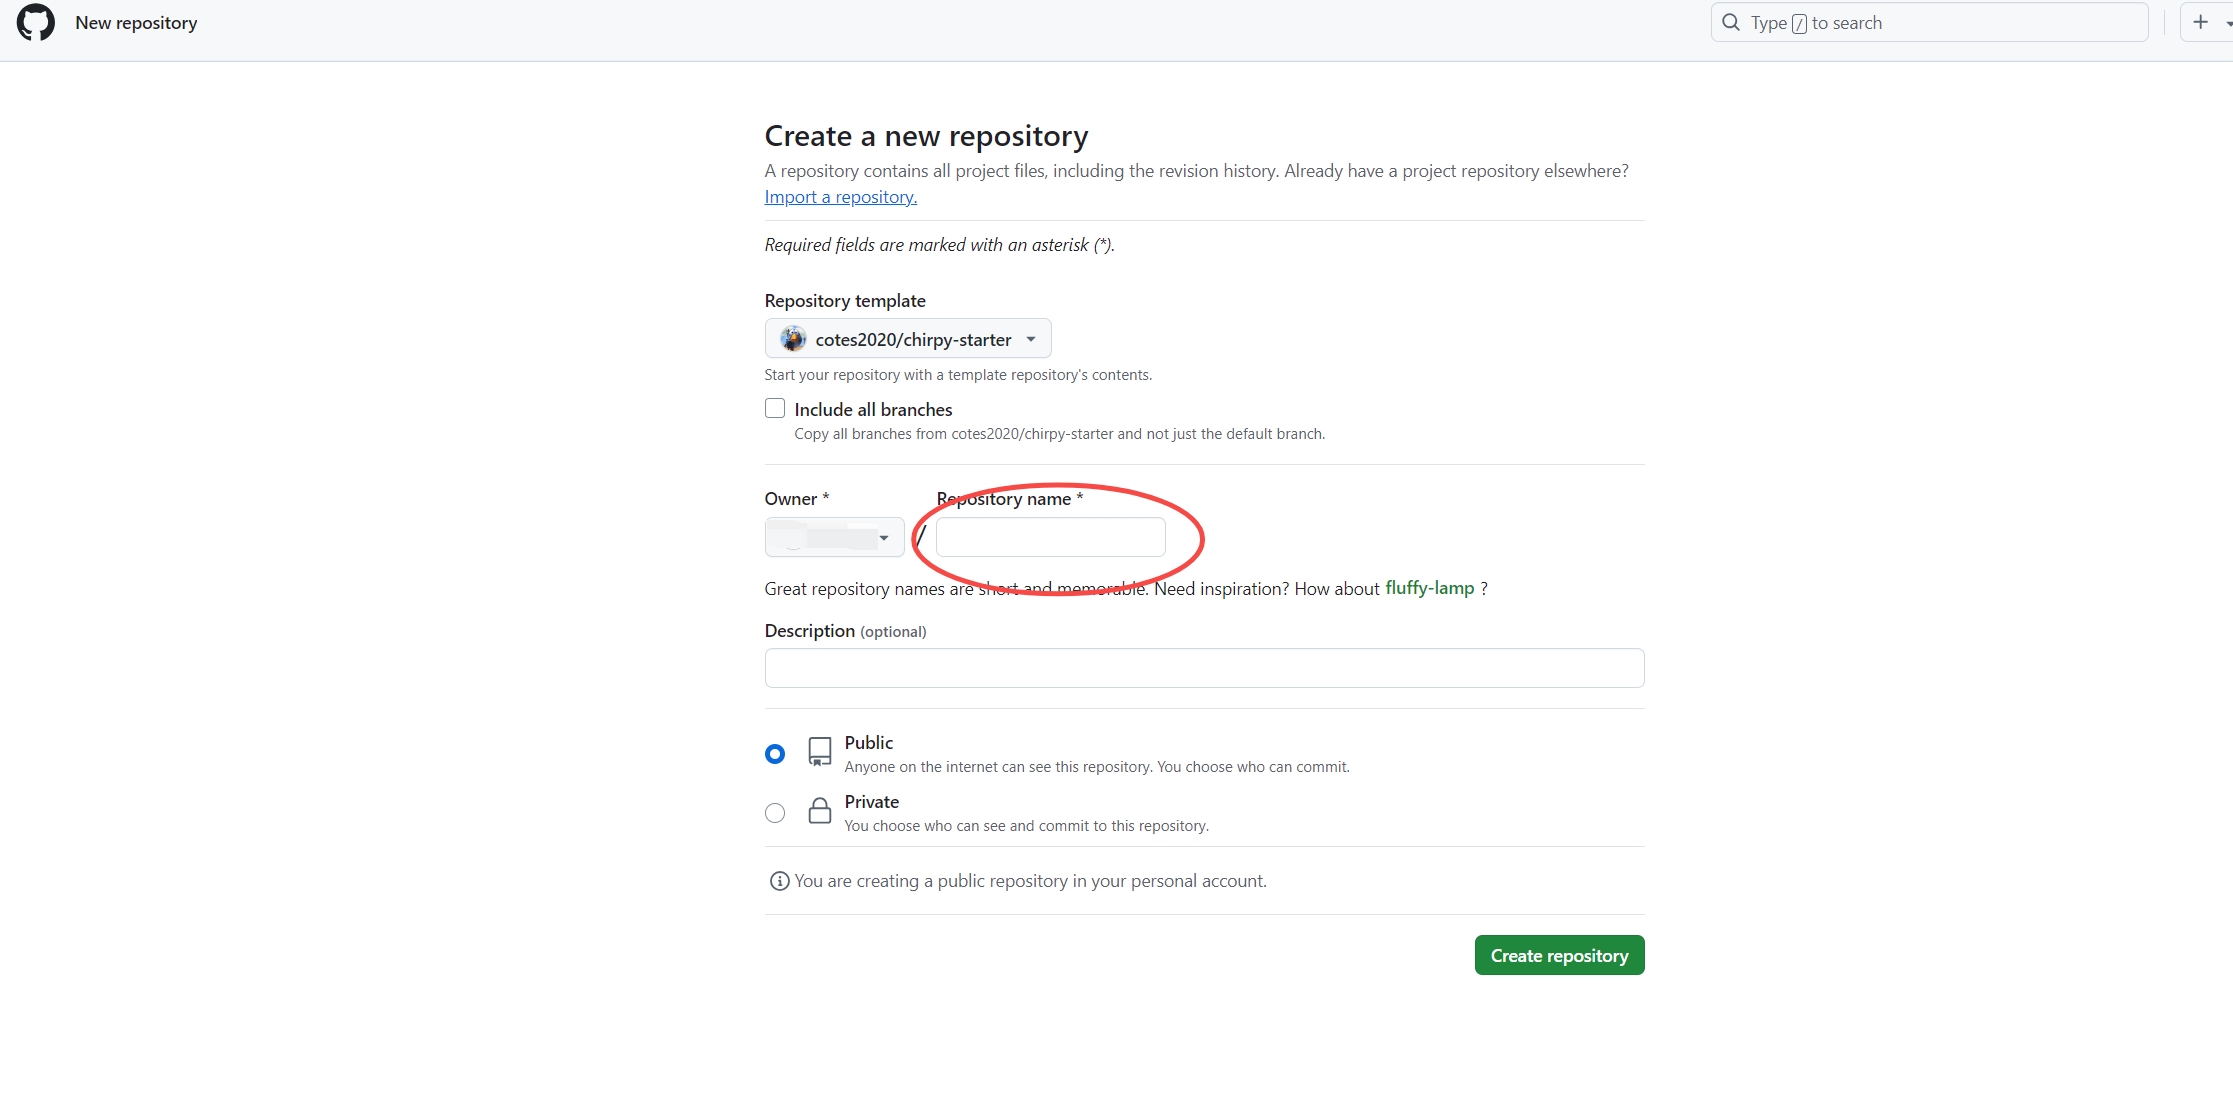 New repository
Type / to search
Create a new repository
A repository contains all project files, including the revision history. Already have a project repository elsewhere?
Import a repository.
Required fields are marked with an asterisk (*).
Repository template
cotes2020/chirpy-starter
Start your repository with a template repository's contents.
Include all branches
Copy all branches from cotes2020/chirpy-starter and not just the default branch.
Owner * Repository name *
/
Great repository names are short and memorable. Need inspiration? How about fluffy-lamp ?
Description (optional)
Public
Anyone on the internet can see this repository. You choose who can commit.
Private
You choose who can see and commit to this repository.
You are creating a public repository in your personal account.
Create repository